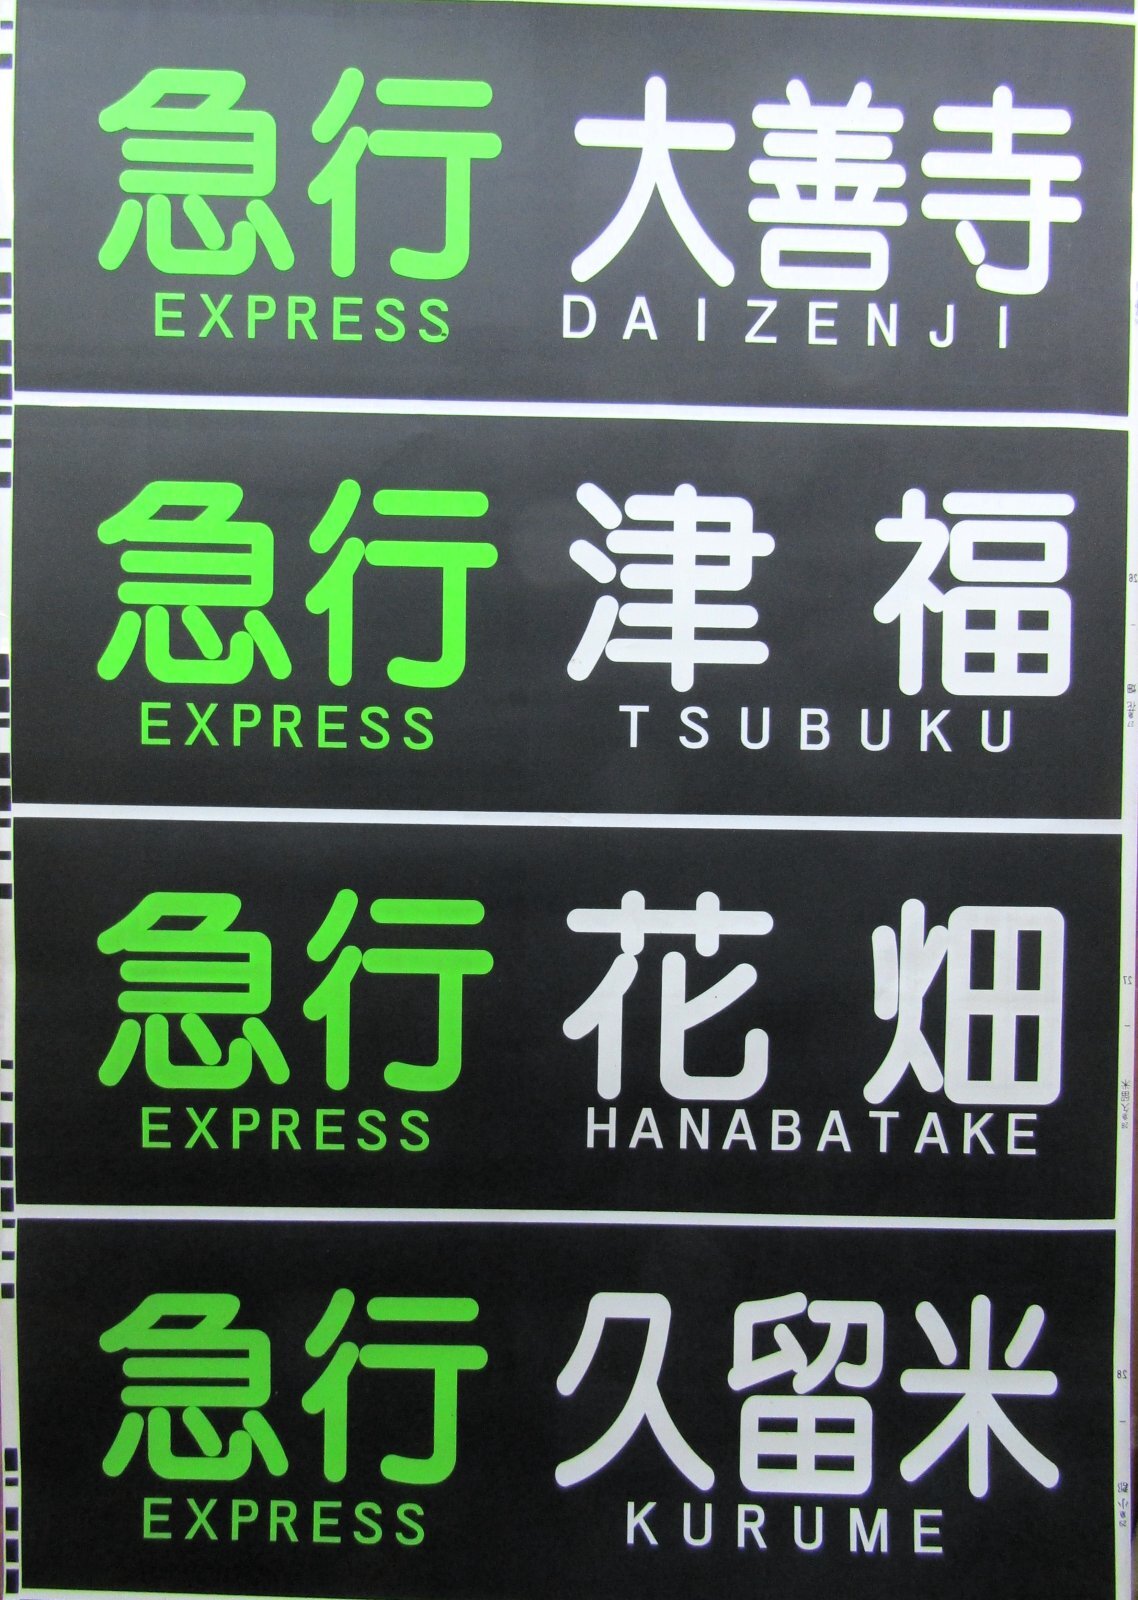 急行 大善寺
EXPRESS DAIZENJI
急行 津福
EXPRESS TSUBUKU
急行 花畑
EXPRESS HANABATAKE
急行 久留米
EXPRESS KURUME